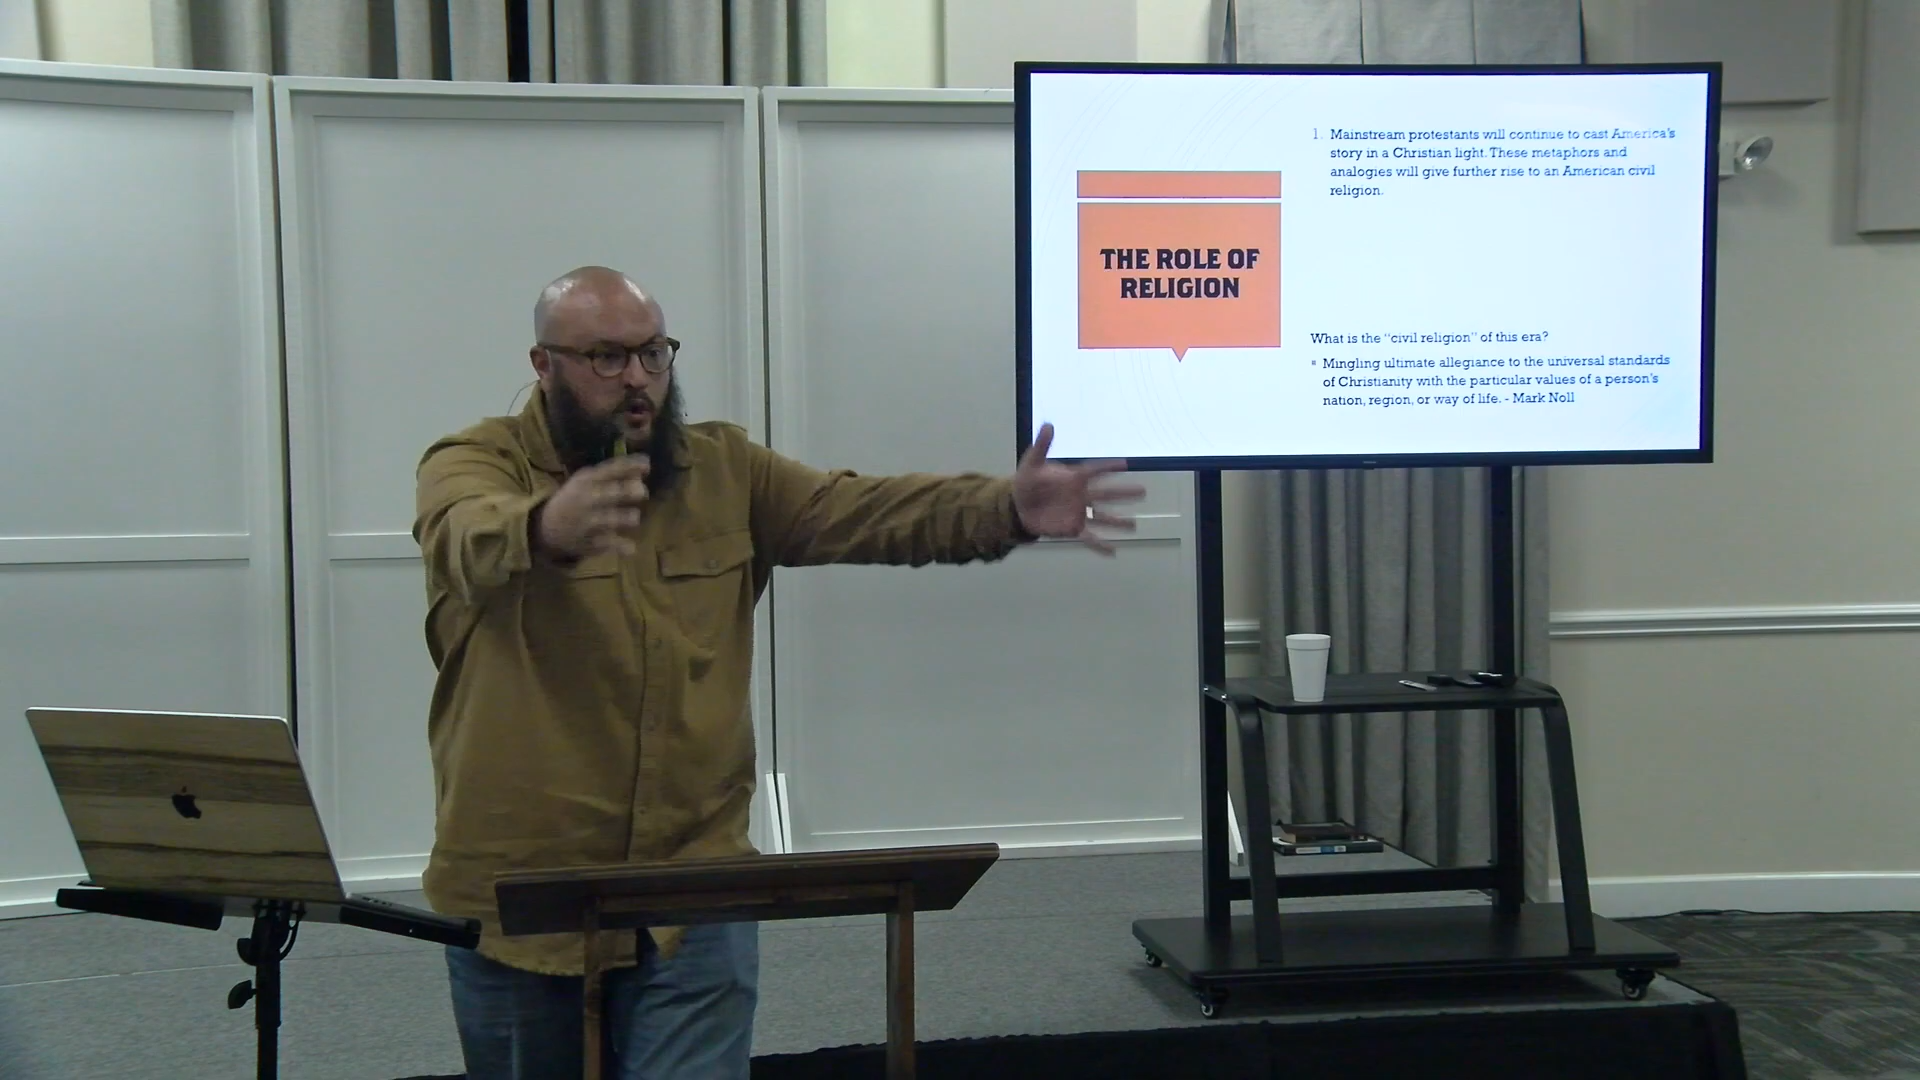 THE ROLE OF
RELIGION
1. Mainstream protestants will continue to cast America's
story in a Christian light. These metaphors and
analogies will give further rise to an American civil
religion.
What is the "civil religion" of this era?
Mingling ultimate allegiance to the universal standards
of Christianity with the particular values of a person's
nation, region, or way of life. - Mark Noll